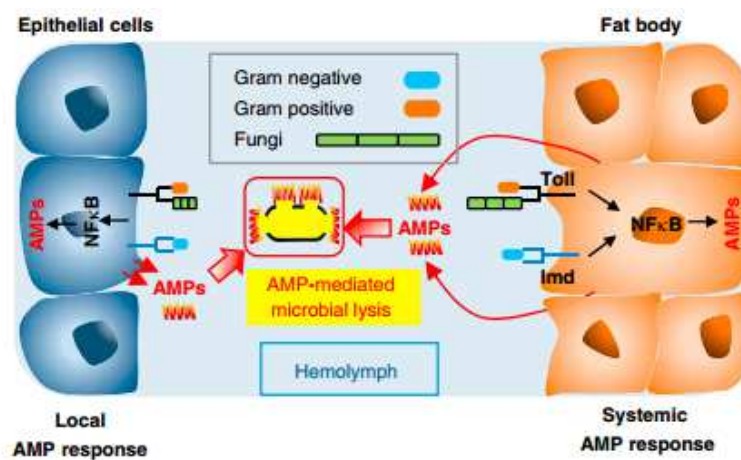 Epithelial cells
Fat body
Gram negative
Gram positive
Fungi
Toll
AMPs
NFκB
AMPs
NFκB
AMPs
Imd
AMPs
AMP-mediated
microbial lysis
Hemolymph
Local
AMP response
Systemic
AMP response